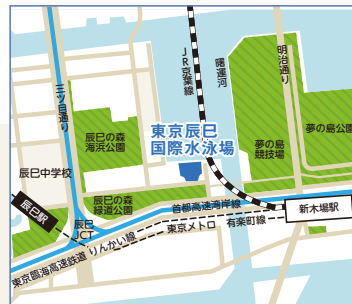 三ツ目通り
JR京葉線
曙運河
明治通り
東京辰巳
国際水泳場
辰巳の森
海浜公園
夢の島
競技場
夢の島公園
辰巳中学校
辰巳の森
緑道公園
辰巳駅
辰巳
JCT
首都高速湾岸線
新木場駅
東京メトロ 有楽町線
東京臨海高速鉄道 りんかい線